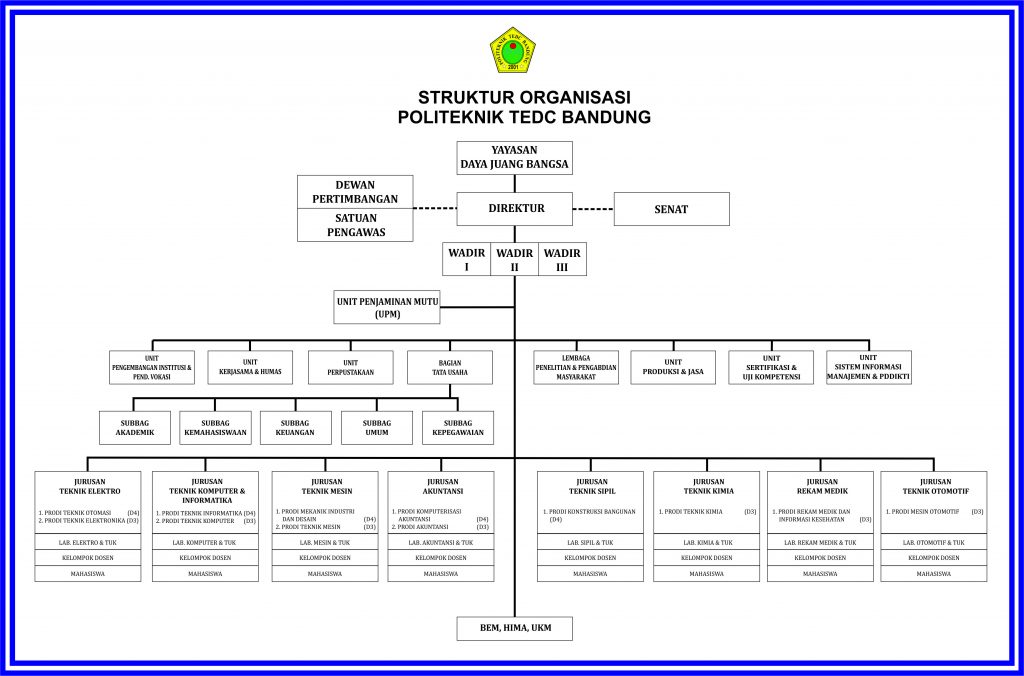 POLITEKNIK TEDC BANDUNG
2001
STRUKTUR ORGANISASI
POLITEKNIK TEDC BANDUNG
YAYASAN
DAYA JUANG BANGSA
DEWAN
PERTIMBANGAN
SATUAN
PENGAWAS
DIREKTUR
SENAT
WADIR
I
WADIR
II
WADIR
III
UNIT PENJAMINAN MUTU
(UPM)
UNIT
PENGEMBANGAN INSTITUSI &
PEND. VOKASI
UNIT
KERJASAMA & HUMAS
UNIT
PERPUSTAKAAN
BAGIAN
TATA USAHA
LEMBAGA
PENELITIAN & PENGABDIAN
MASYARAKAT
UNIT
PRODUKSI & JASA
UNIT
SERTIFIKASI &
UJI KOMPETENSI
UNIT
SISTEM INFORMASI
MANAJEMEN & PDDIKTI
SUBBAG
AKADEMIK
SUBBAG
KEMAHASISWAAN
SUBBAG
KEUANGAN
SUBBAG
UMUM
SUBBAG
KEPEGAWAIAN
JURUSAN
TEKNIK ELEKTRO
1. PRODI TEKNIK OTOMASI (D4)
2. PRODI TEKNIK ELEKTRONIKA (D3)
LAB. ELEKTRO & TUK
KELOMPOK DOSEN
MAHASISWA
JURUSAN
TEKNIK KOMPUTER &
INFORMATIKA
1. PRODI TEKNIK INFORMATIKA (D4)
2. PRODI TEKNIK KOMPUTER (D3)
LAB. KOMPUTER & TUK
KELOMPOK DOSEN
MAHASISWA
JURUSAN
TEKNIK MESIN
1. PRODI MEKANIK INDUSTRI
DAN DESAIN (D4)
2. PRODI TEKNIK MESIN (D3)
LAB. MESIN & TUK
KELOMPOK DOSEN
MAHASISWA
JURUSAN
AKUNTANSI
1. PRODI KOMPUTERISASI
AKUNTANSI (D4)
2. PRODI AKUNTANSI (D3)
LAB. AKUNTANSI & TUK
KELOMPOK DOSEN
MAHASISWA
JURUSAN
TEKNIK SIPIL
1. PRODI KONSTRUKSI BANGUNAN
(D4)
LAB. SIPIL & TUK
KELOMPOK DOSEN
MAHASISWA
JURUSAN
TEKNIK KIMIA
1. PRODI TEKNIK KIMIA (D3)
LAB. KIMIA & TUK
KELOMPOK DOSEN
MAHASISWA
JURUSAN
REKAM MEDIK
1. PRODI REKAM MEDIK DAN
INFORMASI KESEHATAN (D3)
LAB. REKAM MEDIK & TUK
KELOMPOK DOSEN
MAHASISWA
JURUSAN
TEKNIK OTOMOTIF
1. PRODI MESIN OTOMOTIF (D3)
LAB. OTOMOTIF & TUK
KELOMPOK DOSEN
MAHASISWA
BEM, HIMA, UKM